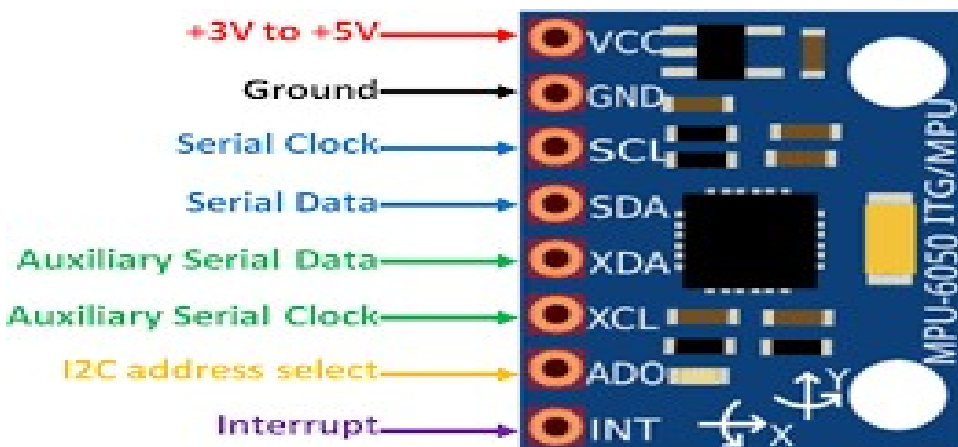 +3V to +5V VCC
Ground GND
Serial Clock SCL
Serial Data SDA
Auxiliary Serial Data XDA
Auxiliary Serial Clock XCL
I2C address select ADO
Interrupt INT
MPU-6050 ITG/MPU
Y
X